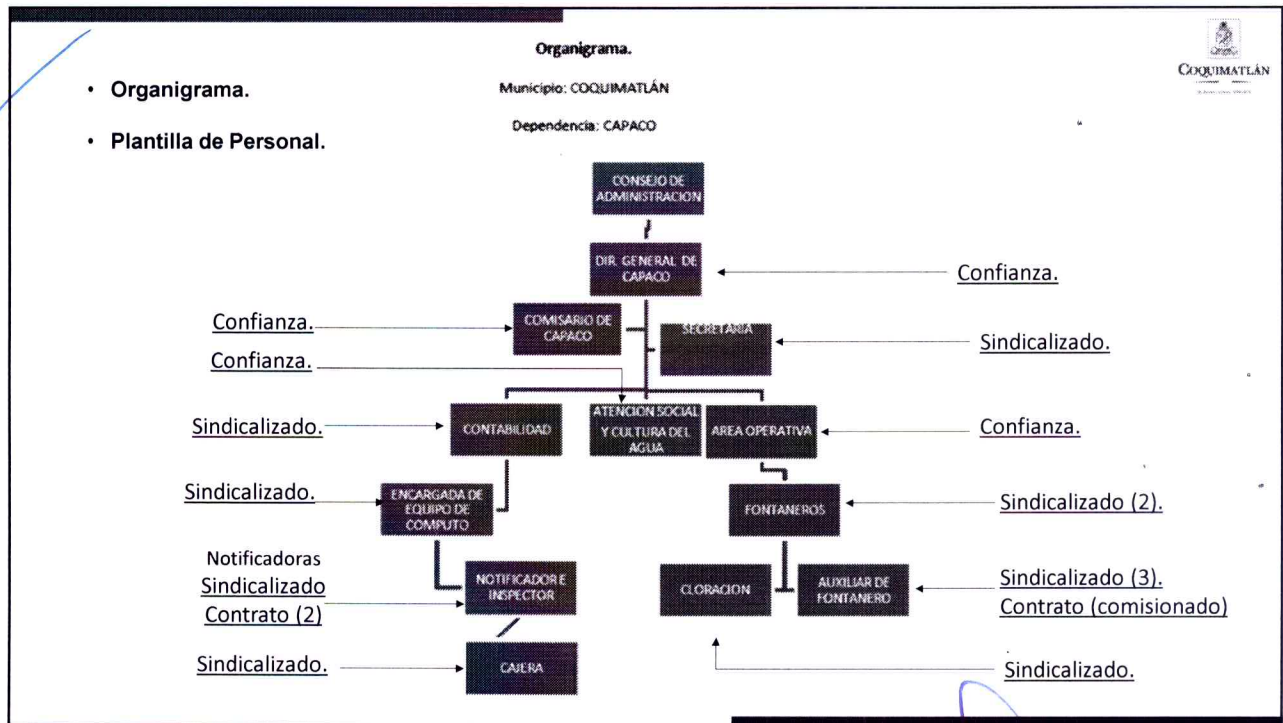 Organigrama.
Municipio: COQUIMATLÁN
Dependencia: CAPACO
COQUIMATLÁN
• Organigrama.
• Plantilla de Personal.
CONSEJO DE
ADMINISTRACION
DIR. GENERAL DE
CAPACO
Confianza.
COMISARIO DE
CAPACO
Confianza.
SECRETARIA
Sindicalizado.
Confianza.
CONTABILIDAD
Sindicalizado.
ATENCION SOCIAL
Y CULTURA DEL
AGUA
AREA OPERATIVA
Confianza.
Sindicalizado.
ENCARGADA DE
EQUIPO DE
COMPUTO
FONTANEROS
Sindicalizado (2).
Notificadoras
Sindicalizado
Contrato (2)
NOTIFICADOR E
INSPECTOR
CLORACION
AUXILIAR DE
FONTANERO
Sindicalizado (3).
Contrato (comisionado)
Sindicalizado.
CAJERA
Sindicalizado.